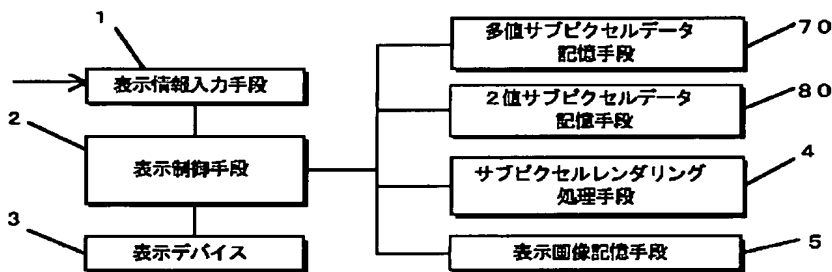 1
表示情報入力手段
2
表示制御手段
3
表示デバイス
多値サブピクセルデータ
記憶手段
70
2値サブピクセルデータ
記憶手段
80
サブピクセルレンダリング
処理手段
4
表示画像記憶手段
5